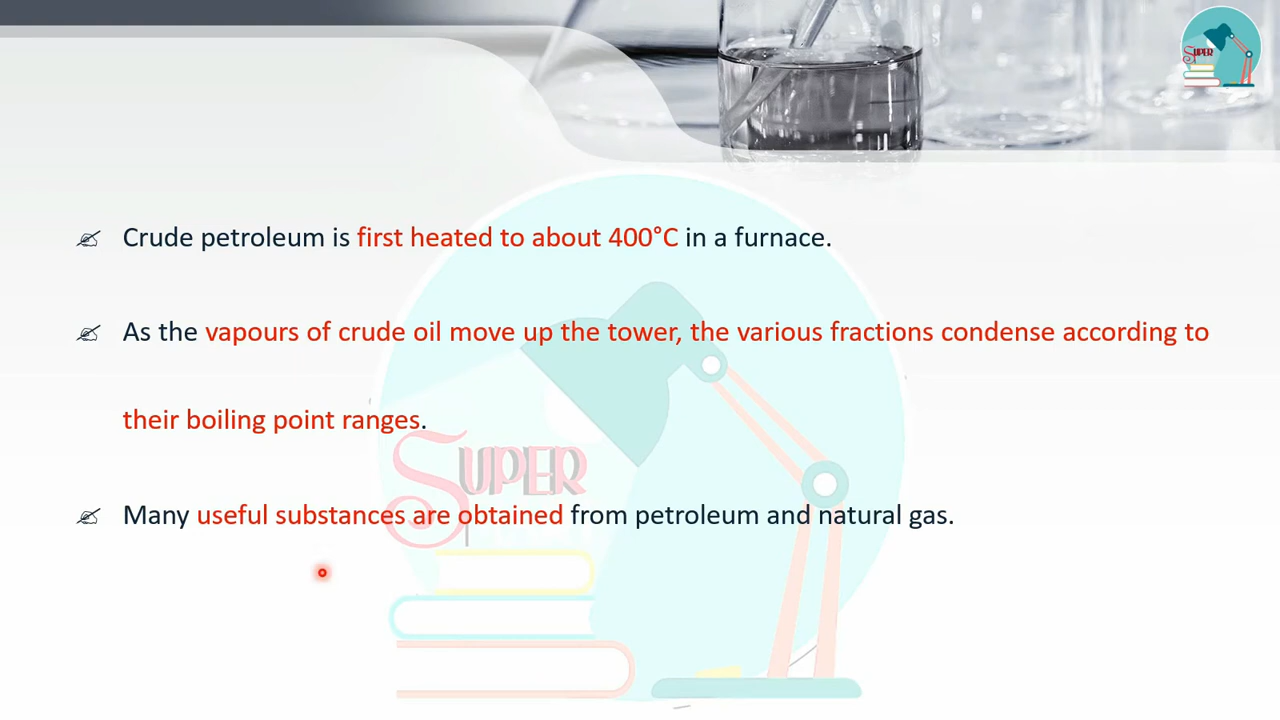 SUPER
Crude petroleum is first heated to about 400°C in a furnace.
As the vapours of crude oil move up the tower, the various fractions condense according to
their boiling point ranges.
SUPER
Many useful substances are obtained from petroleum and natural gas.